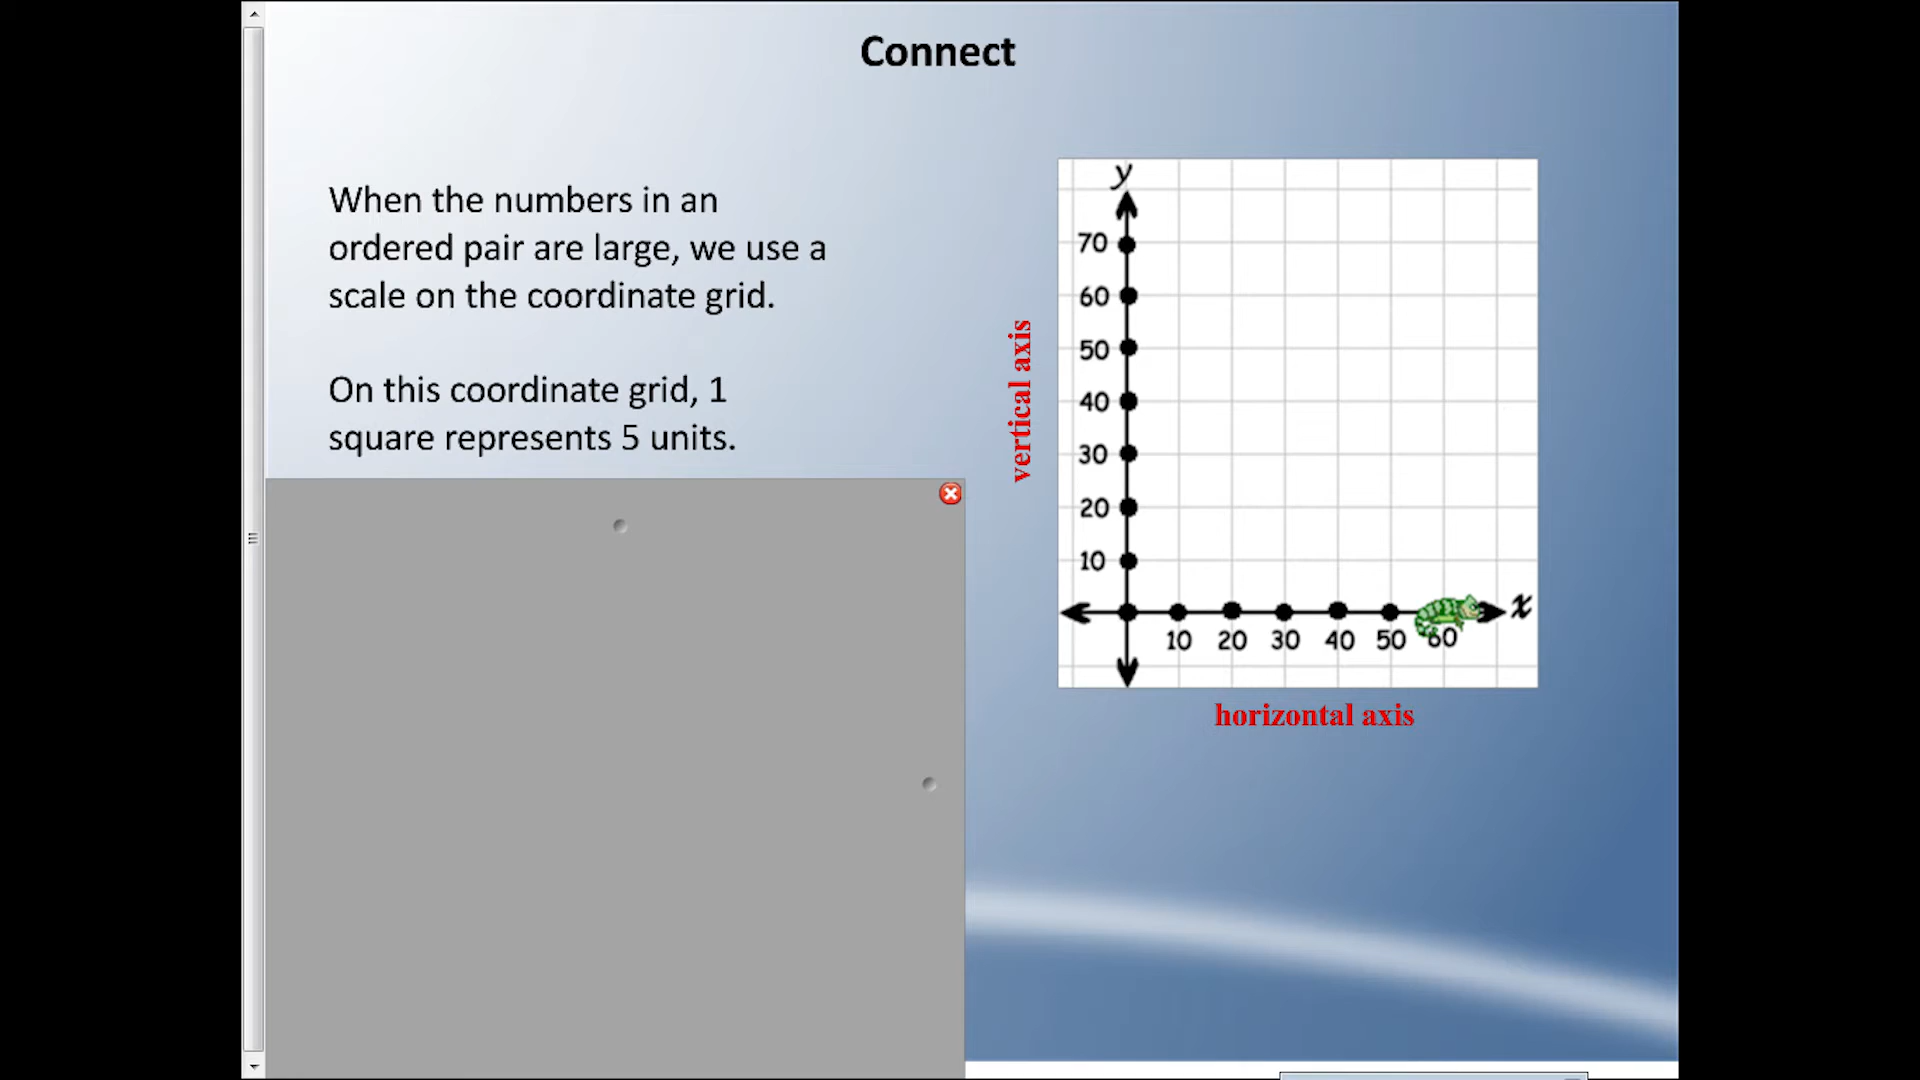 Connect
When the numbers in an
ordered pair are large, we use a
scale on the coordinate grid.
On this coordinate grid, 1
square represents 5 units.
y
70
60
50
40
30
20
10
vertical axis
x
10 20 30 40 50 60
horizontal axis